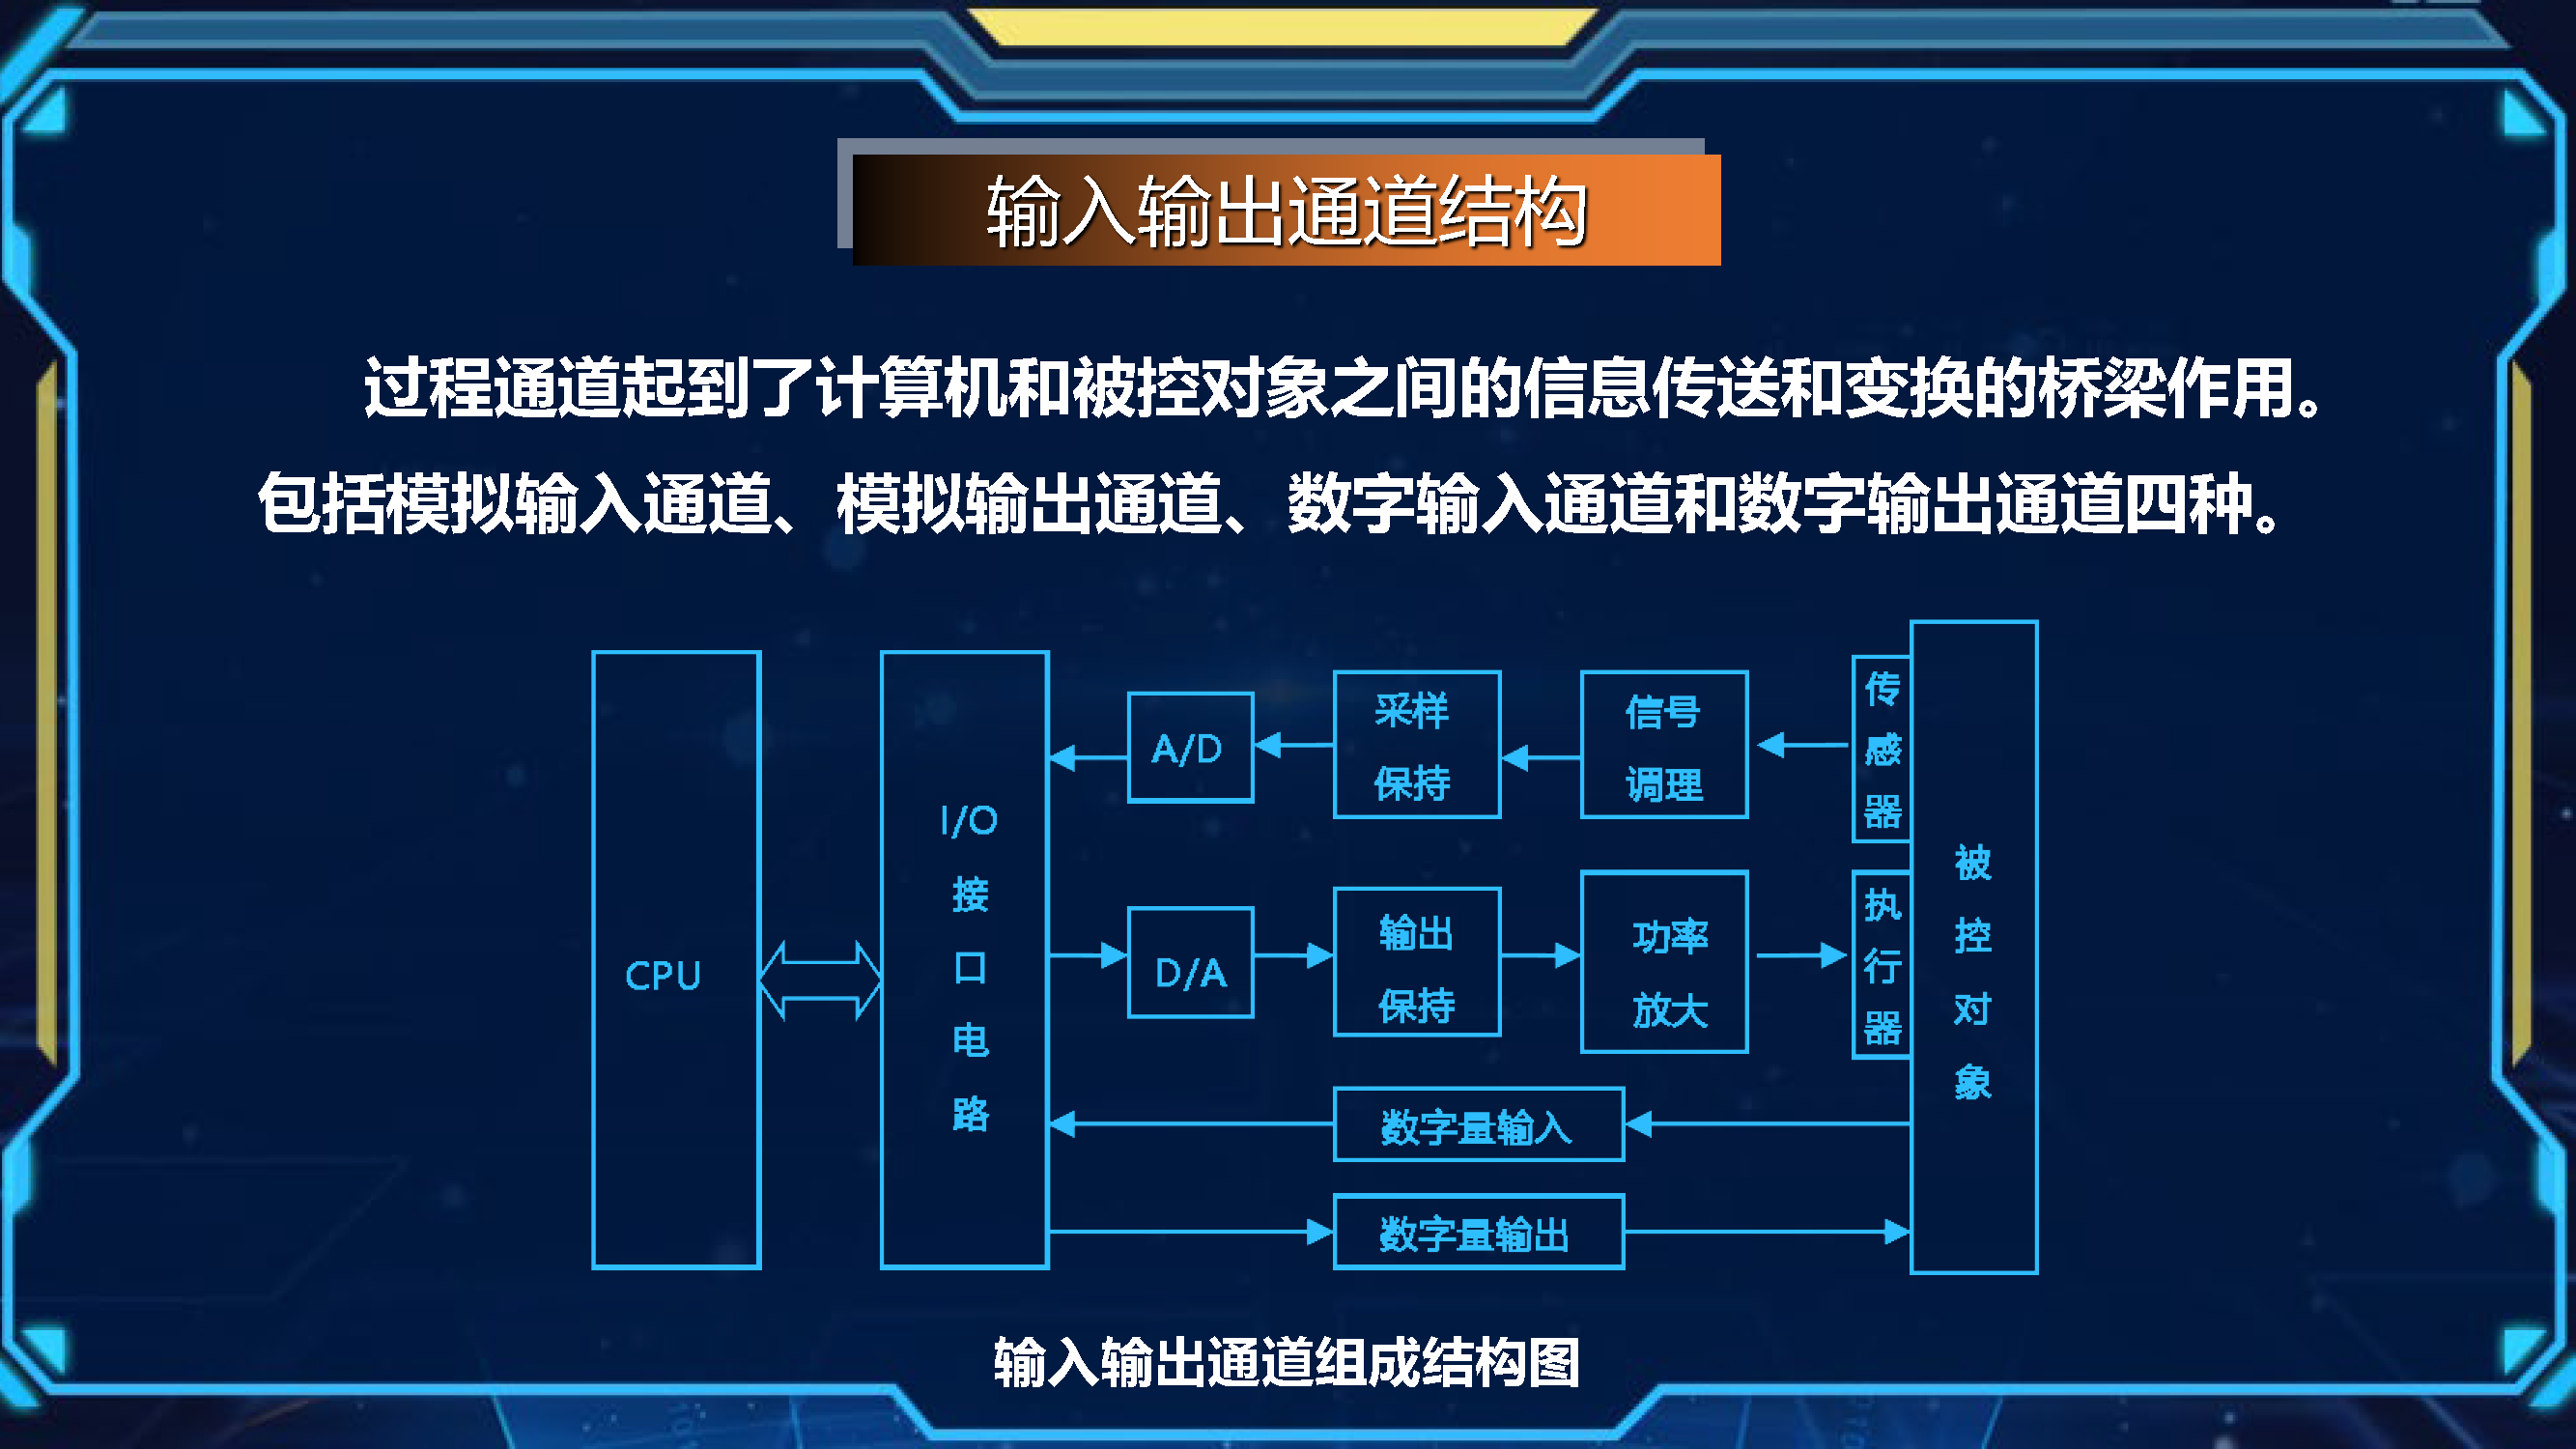 输入输出通道结构
过程通道起到了计算机和被控对象之间的信息传送和变换的桥梁作用。
包括模拟输入通道、模拟输出通道、数字输入通道和数字输出通道四种。
CPU
I/O
接
口
电
路
A/D
采样
保持
信号
调理
传
感
器
D/A
输出
保持
功率
放大
执
行
器
被
控
对
象
数字量输入
数字量输出
输入输出通道组成结构图